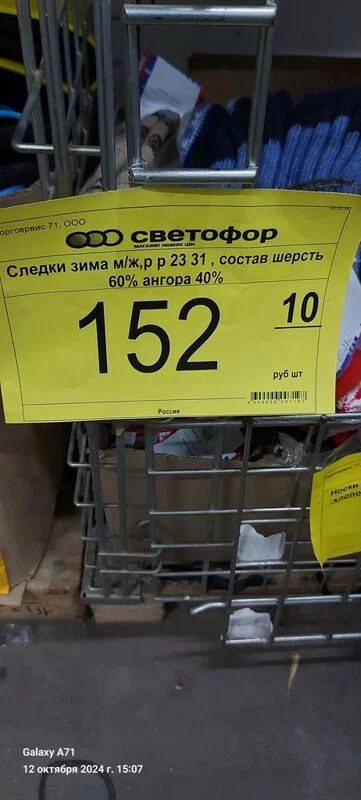 оргсервис 71, ООО
СВЕТОФОР
МАГАЗИН НИЗКИХ ЦЕН
Следки зима м/ж,р р 23 31 , состав шерсть
60% ангора 40%
152
10
руб шт
Россия
Носки
хлопо
Galaxy A71
12 октября 2024 г. 15:07